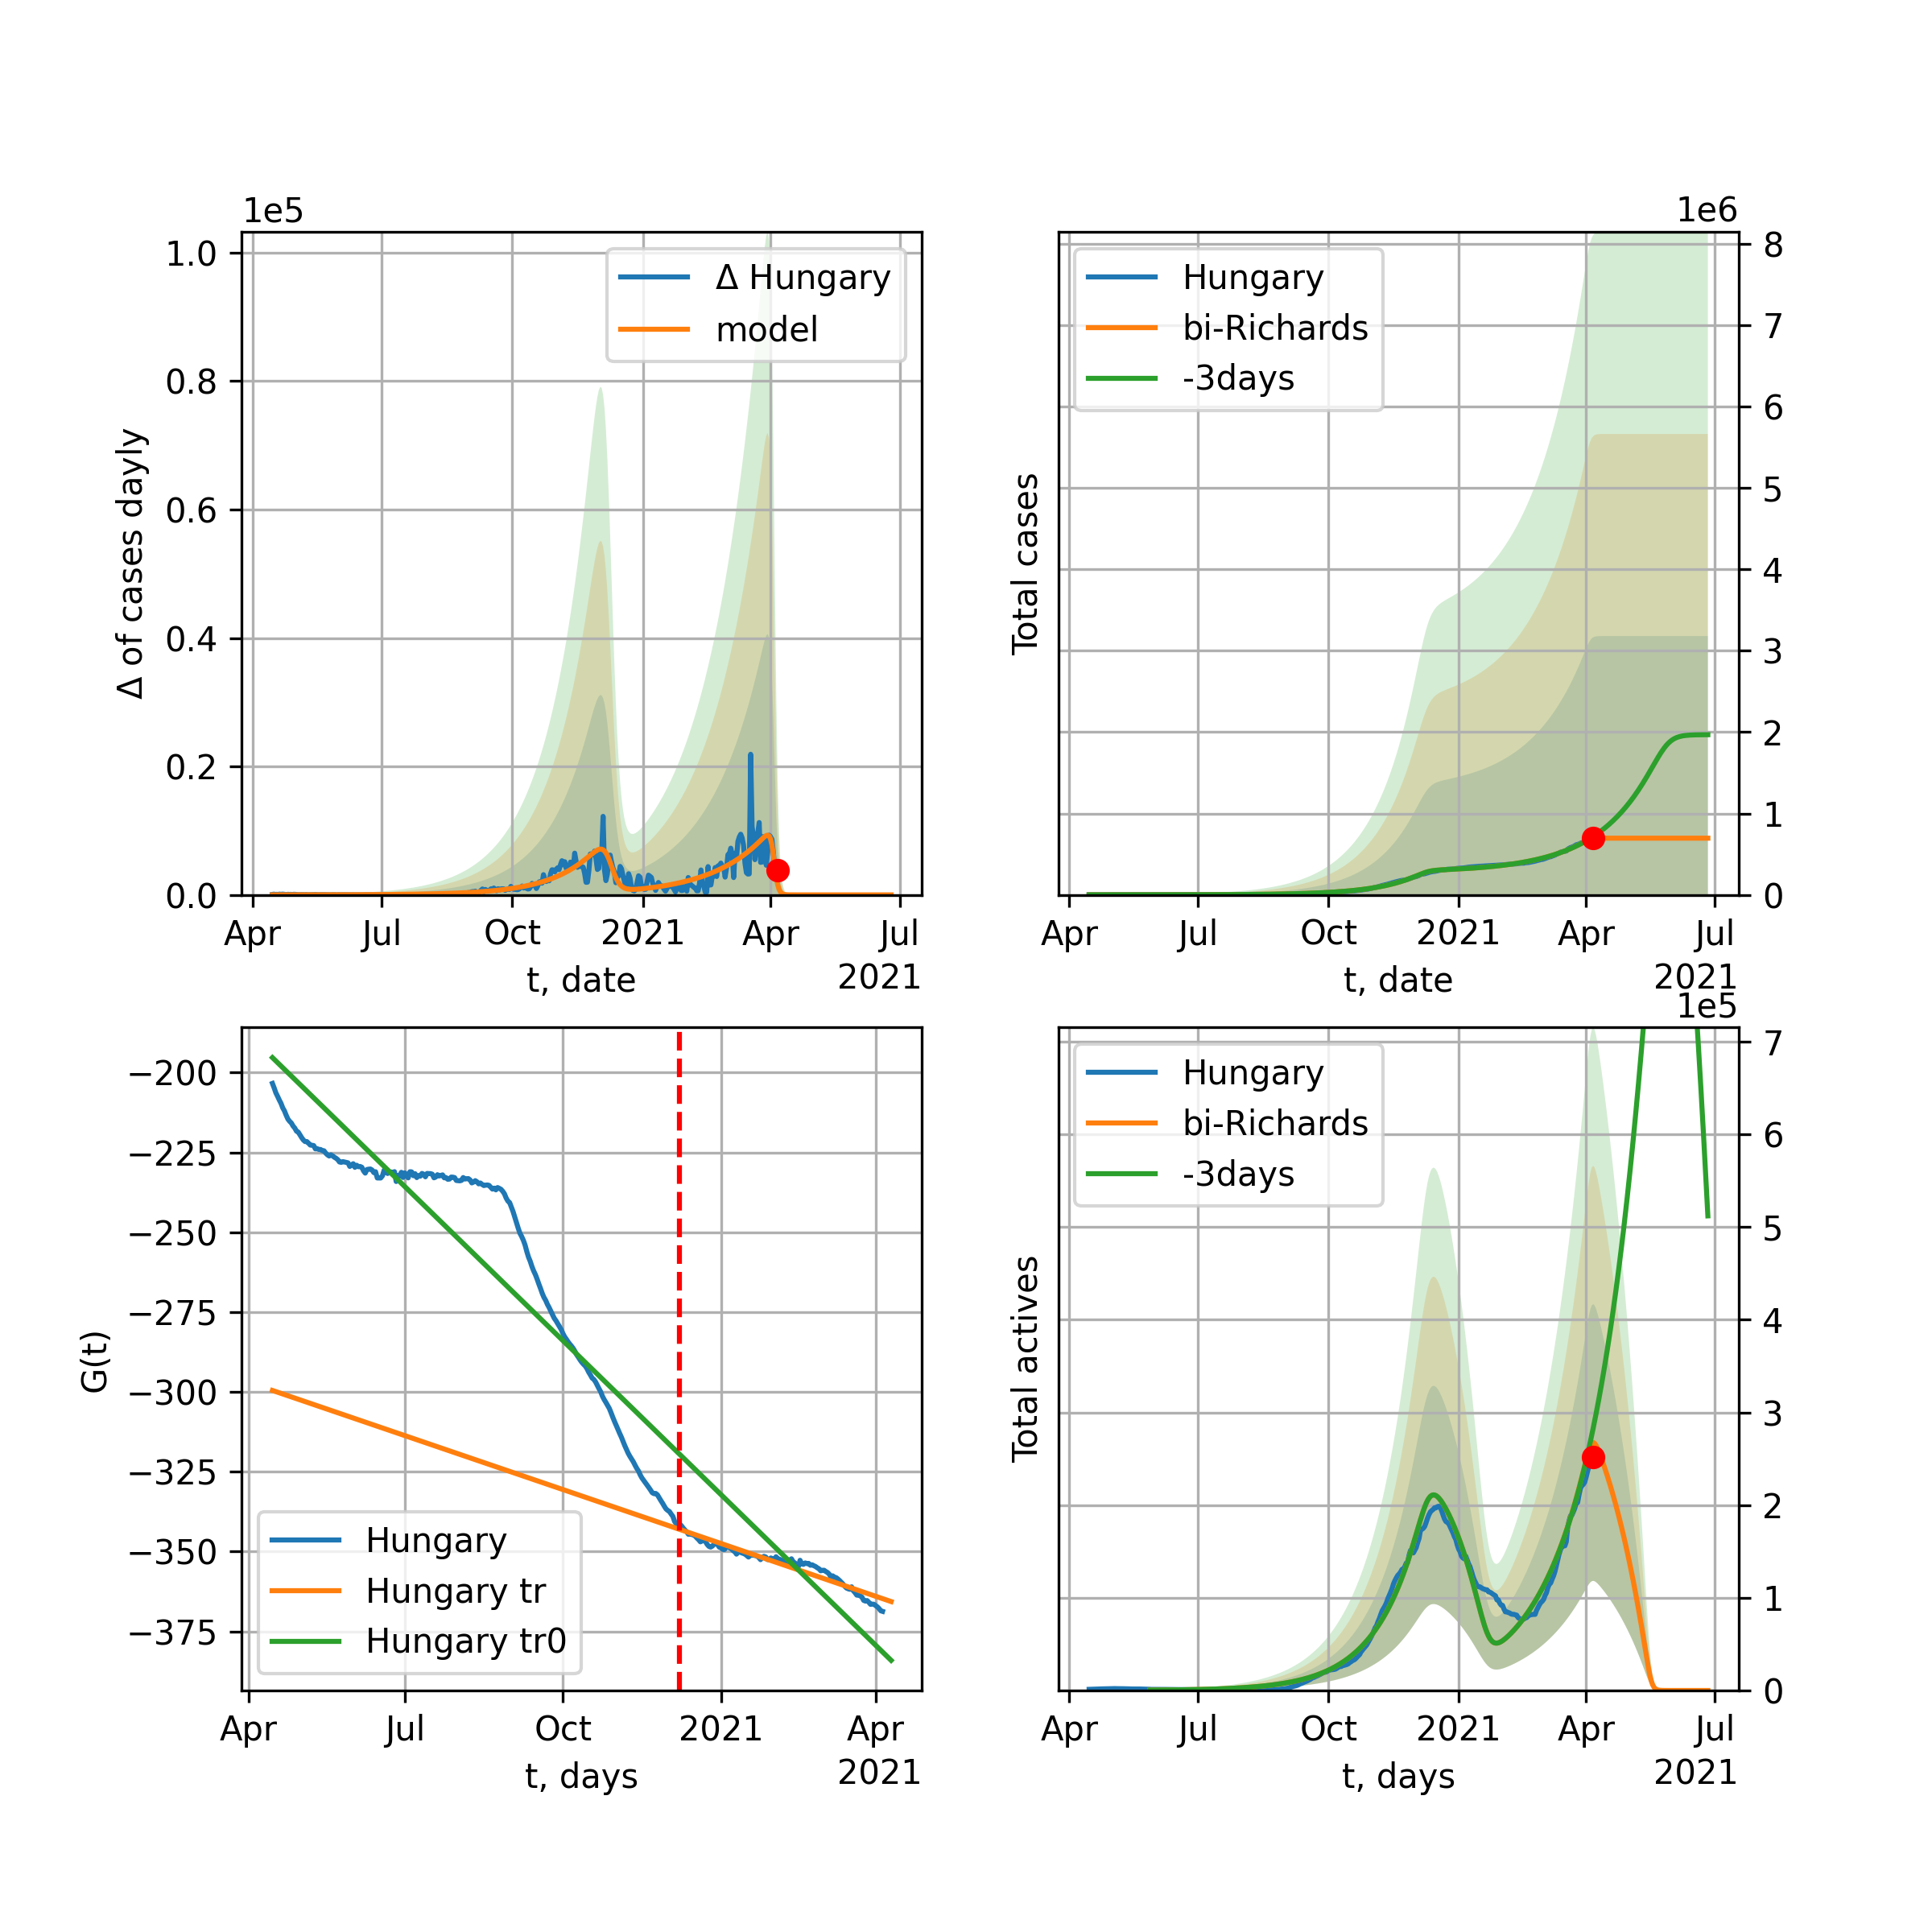 1e5
Δ of cases dayly
1.0
0.8
0.6
0.4
0.2
0.0
Δ Hungary
model
Apr Jul Oct 2021 Apr Jul
2021
t, date
1e6
Total cases
8
7
6
5
4
3
2
1
0
Hungary
bi-Richards
-3days
Apr Jul Oct 2021 Apr Jul
2021
t, date
G(t)
−200
−225
−250
−275
−300
−325
−350
−375
Hungary
Hungary tr
Hungary tr0
Apr Jul Oct 2021 Apr
2021
t, days
1e5
Total actives
7
6
5
4
3
2
1
0
Hungary
bi-Richards
-3days
Apr Jul Oct 2021 Apr Jul
2021
t, days